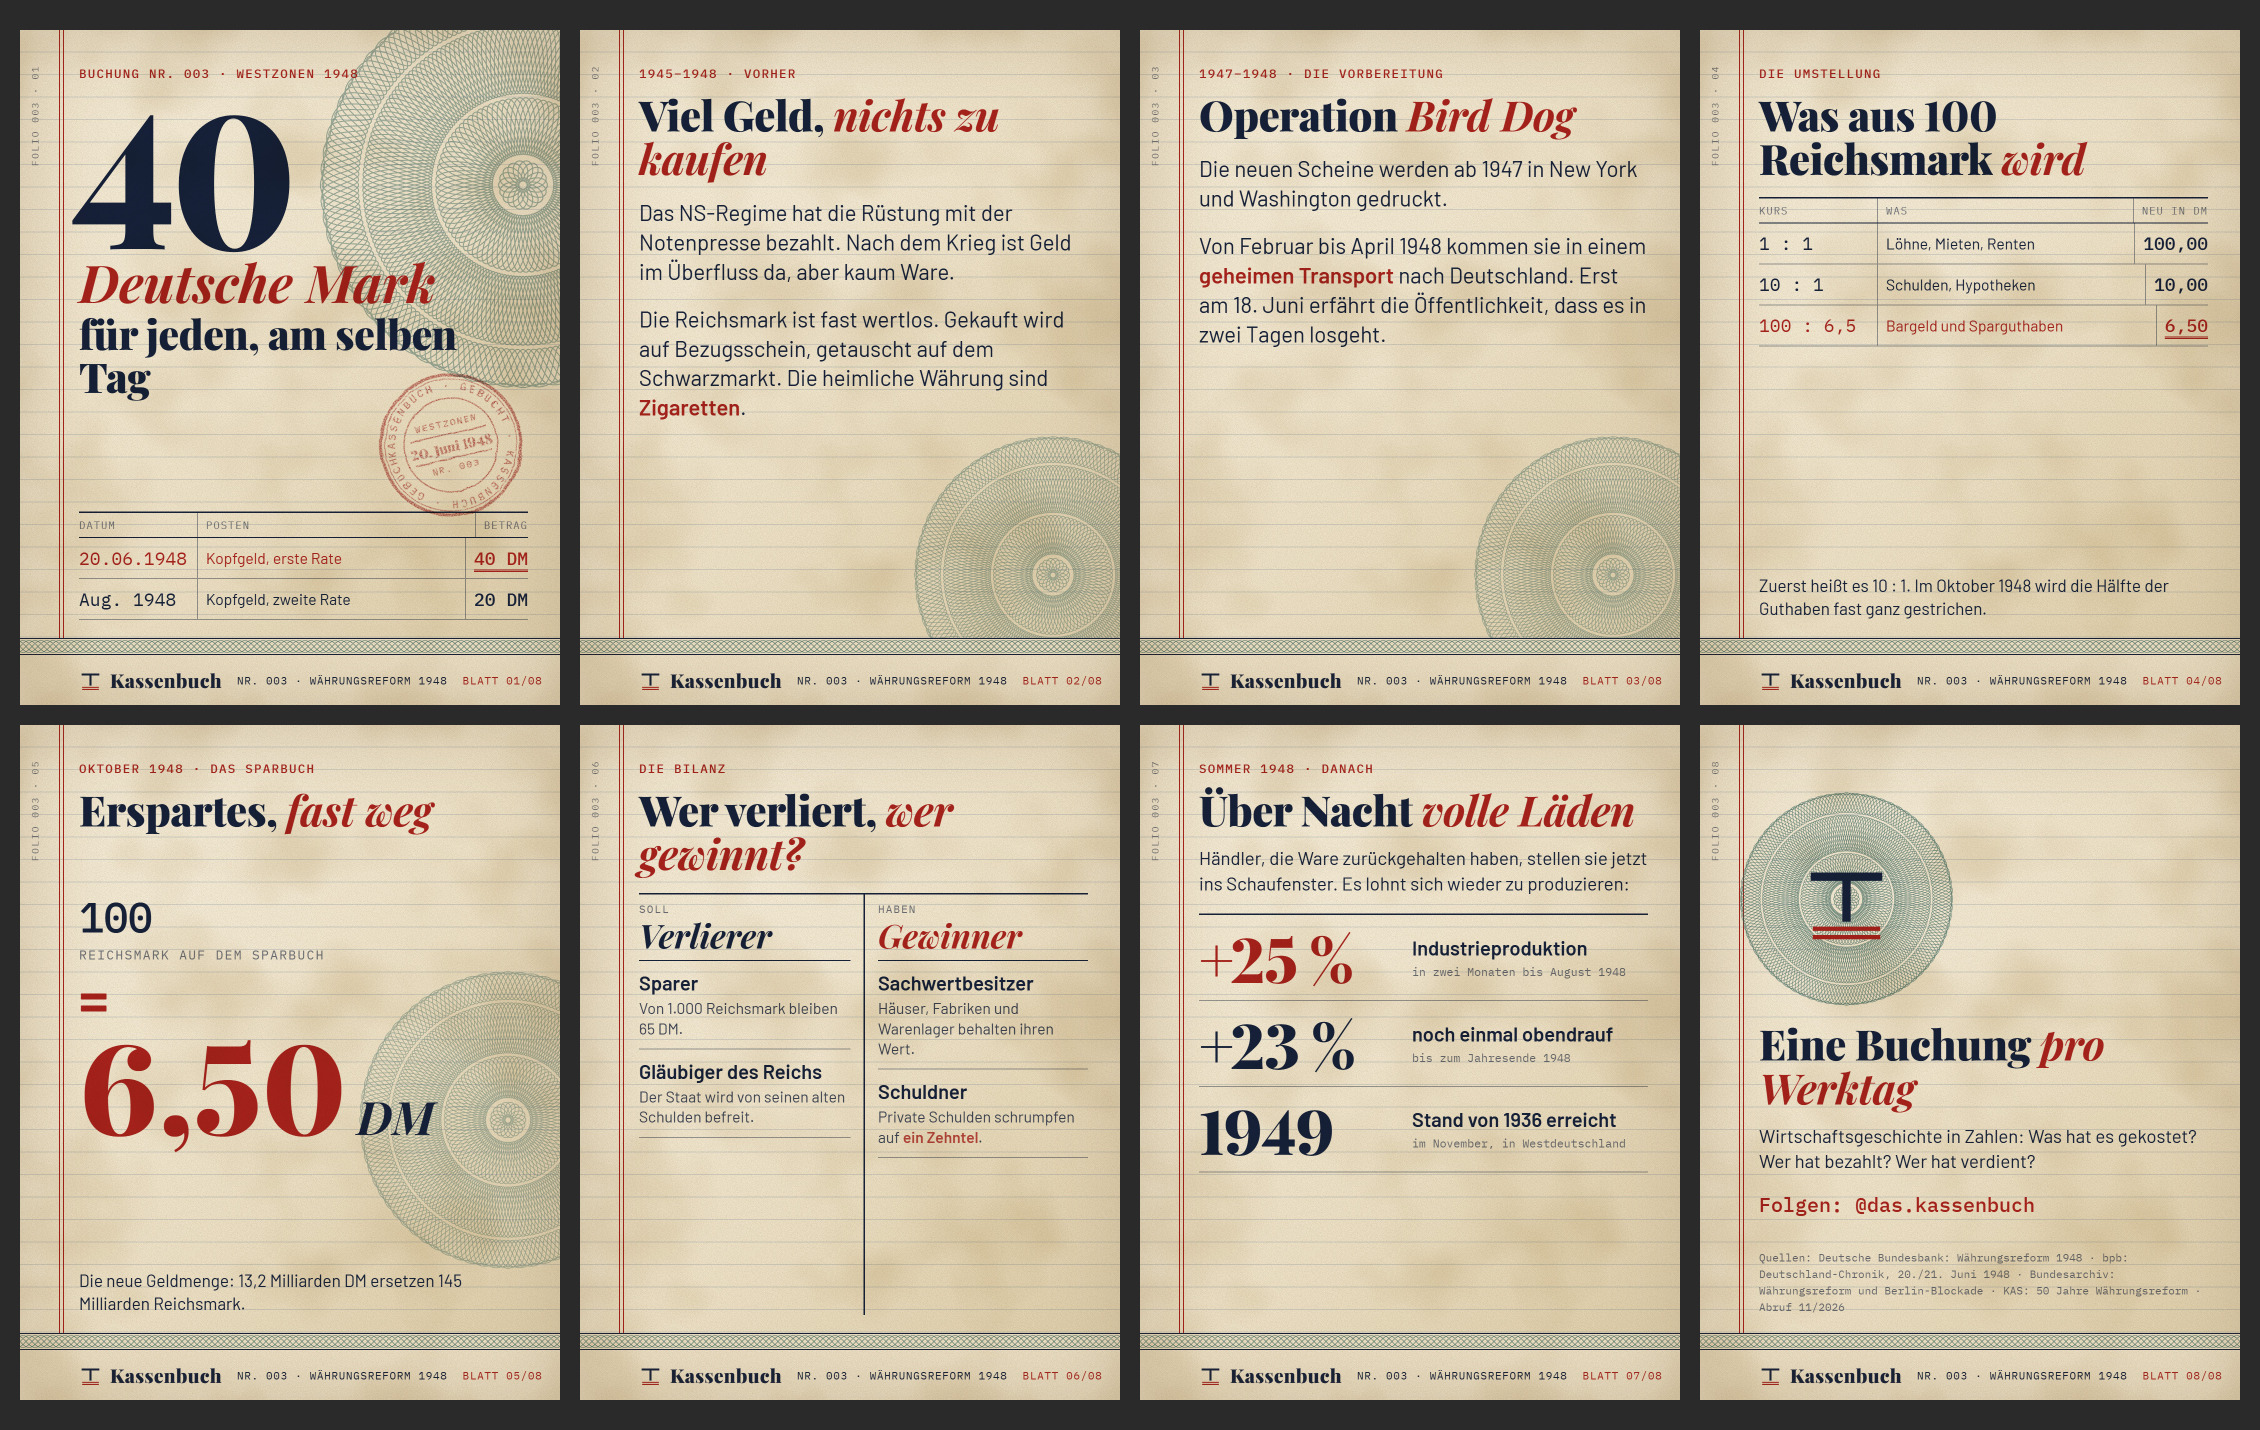 FOLIO 003 · 01
BUCHUNG NR. 003 · WESTZONEN 1948
40
Deutsche Mark
für jeden, am selben
Tag
GEBUCHT · KASSENBUCH · GEBUCHT · KASSENBUCH ·
WESTZONEN
20. Juni 1948
NR. 003
DATUM POSTEN BETRAG
20.06.1948 Kopfgeld, erste Rate 40 DM
Aug. 1948 Kopfgeld, zweite Rate 20 DM
Kassenbuch NR. 003 · WÄHRUNGSREFORM 1948 BLATT 01/08
FOLIO 003 · 02
1945–1948 · VORHER
Viel Geld, nichts zu
kaufen
Das NS-Regime hat die Rüstung mit der
Notenpresse bezahlt. Nach dem Krieg ist Geld
im Überfluss da, aber kaum Ware.
Die Reichsmark ist fast wertlos. Gekauft wird
auf Bezugsschein, getauscht auf dem
Schwarzmarkt. Die heimliche Währung sind
Zigaretten.
Kassenbuch NR. 003 · WÄHRUNGSREFORM 1948 BLATT 02/08
FOLIO 003 · 03
1947–1948 · DIE VORBEREITUNG
Operation Bird Dog
Die neuen Scheine werden ab 1947 in New York
und Washington gedruckt.
Von Februar bis April 1948 kommen sie in einem
geheimen Transport nach Deutschland. Erst
am 18. Juni erfährt die Öffentlichkeit, dass es in
zwei Tagen losgeht.
Kassenbuch NR. 003 · WÄHRUNGSREFORM 1948 BLATT 03/08
FOLIO 003 · 04
DIE UMSTELLUNG
Was aus 100
Reichsmark wird
KURS WAS NEU IN DM
1 : 1 Löhne, Mieten, Renten 100,00
10 : 1 Schulden, Hypotheken 10,00
100 : 6,5 Bargeld und Sparguthaben 6,50
Zuerst heißt es 10 : 1. Im Oktober 1948 wird die Hälfte der
Guthaben fast ganz gestrichen.
Kassenbuch NR. 003 · WÄHRUNGSREFORM 1948 BLATT 04/08
FOLIO 003 · 05
OKTOBER 1948 · DAS SPARBUCH
Erspartes, fast weg
100
REICHSMARK AUF DEM SPARBUCH
=
6,50 DM
Die neue Geldmenge: 13,2 Milliarden DM ersetzen 145
Milliarden Reichsmark.
Kassenbuch NR. 003 · WÄHRUNGSREFORM 1948 BLATT 05/08
FOLIO 003 · 06
DIE BILANZ
Wer verliert, wer
gewinnt?
SOLL
Verlierer
Sparer
Von 1.000 Reichsmark bleiben
65 DM.
Gläubiger des Reichs
Der Staat wird von seinen alten
Schulden befreit.
HABEN
Gewinner
Sachwertbesitzer
Häuser, Fabriken und
Warenlager behalten ihren
Wert.
Schuldner
Private Schulden schrumpfen
auf ein Zehntel.
Kassenbuch NR. 003 · WÄHRUNGSREFORM 1948 BLATT 06/08
FOLIO 003 · 07
SOMMER 1948 · DANACH
Über Nacht volle Läden
Händler, die Ware zurückgehalten haben, stellen sie jetzt
ins Schaufenster. Es lohnt sich wieder zu produzieren:
+25 % Industrieproduktion
in zwei Monaten bis August 1948
+23 % noch einmal obendrauf
bis zum Jahresende 1948
1949 Stand von 1936 erreicht
im November, in Westdeutschland
Kassenbuch NR. 003 · WÄHRUNGSREFORM 1948 BLATT 07/08
FOLIO 003 · 08
Eine Buchung pro
Werktag
Wirtschaftsgeschichte in Zahlen: Was hat es gekostet?
Wer hat bezahlt? Wer hat verdient?
Folgen: @das.kassenbuch
Quellen: Deutsche Bundesbank: Währungsreform 1948 · bpb:
Deutschland-Chronik, 20./21. Juni 1948 · Bundesarchiv:
Währungsreform und Berlin-Blockade · KAS: 50 Jahre Währungsreform ·
Abruf 11/2026
Kassenbuch NR. 003 · WÄHRUNGSREFORM 1948 BLATT 08/08